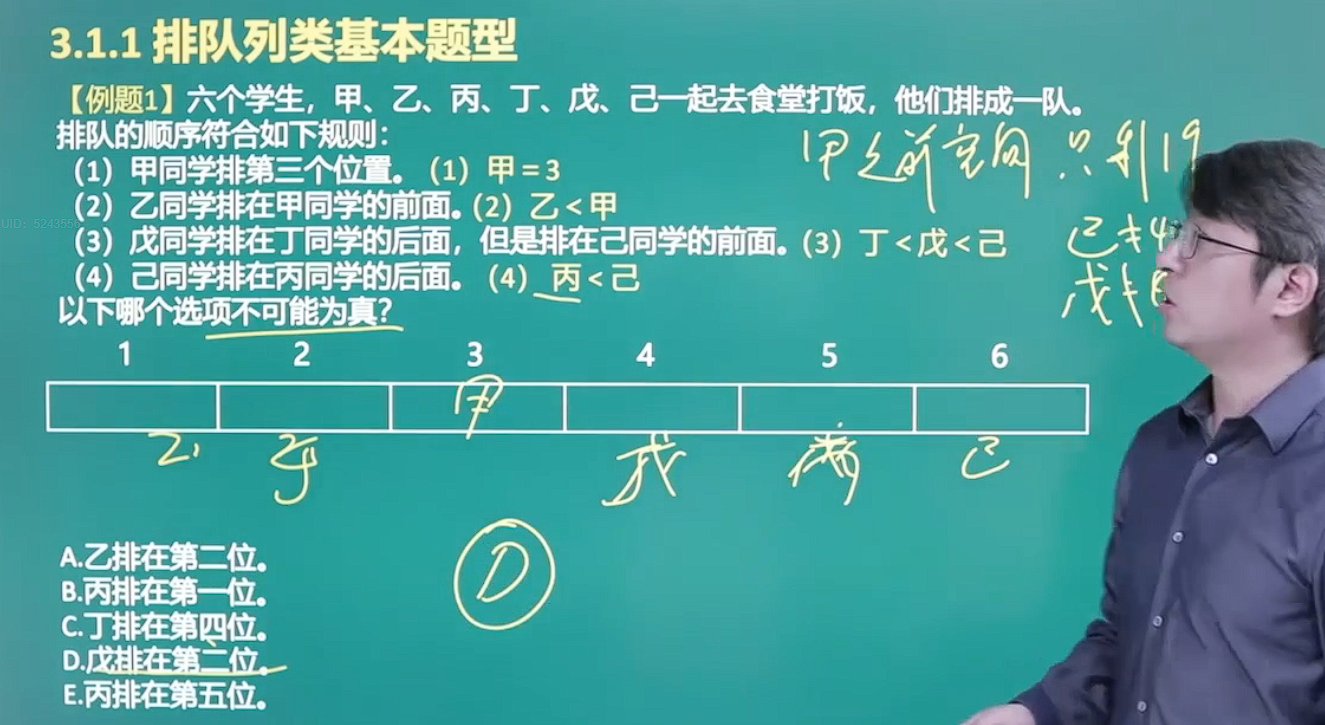 3.1.1 排队列类基本题型
【例题1】六个学生，甲、乙、丙、丁、戊、己一起去食堂打饭，他们排成一队。
排队的顺序符合如下规则：
（1）甲同学排第三个位置。（1）甲＝3
（2）乙同学排在甲同学的前面。（2）乙＜甲
（3）戊同学排在丁同学的后面，但是排在己同学的前面。（3）丁＜戊＜己
（4）己同学排在丙同学的后面。（4）丙＜己
以下哪个选项不可能为真？
甲之前空间 只剩1个
己≠4
戊≠
1 2 3 4 5 6
甲
乙 丁 戊 丙 己
A.乙排在第二位。
B.丙排在第一位。
C.丁排在第四位。
D.戊排在第二位。
E.丙排在第五位。
D
UID：5243556